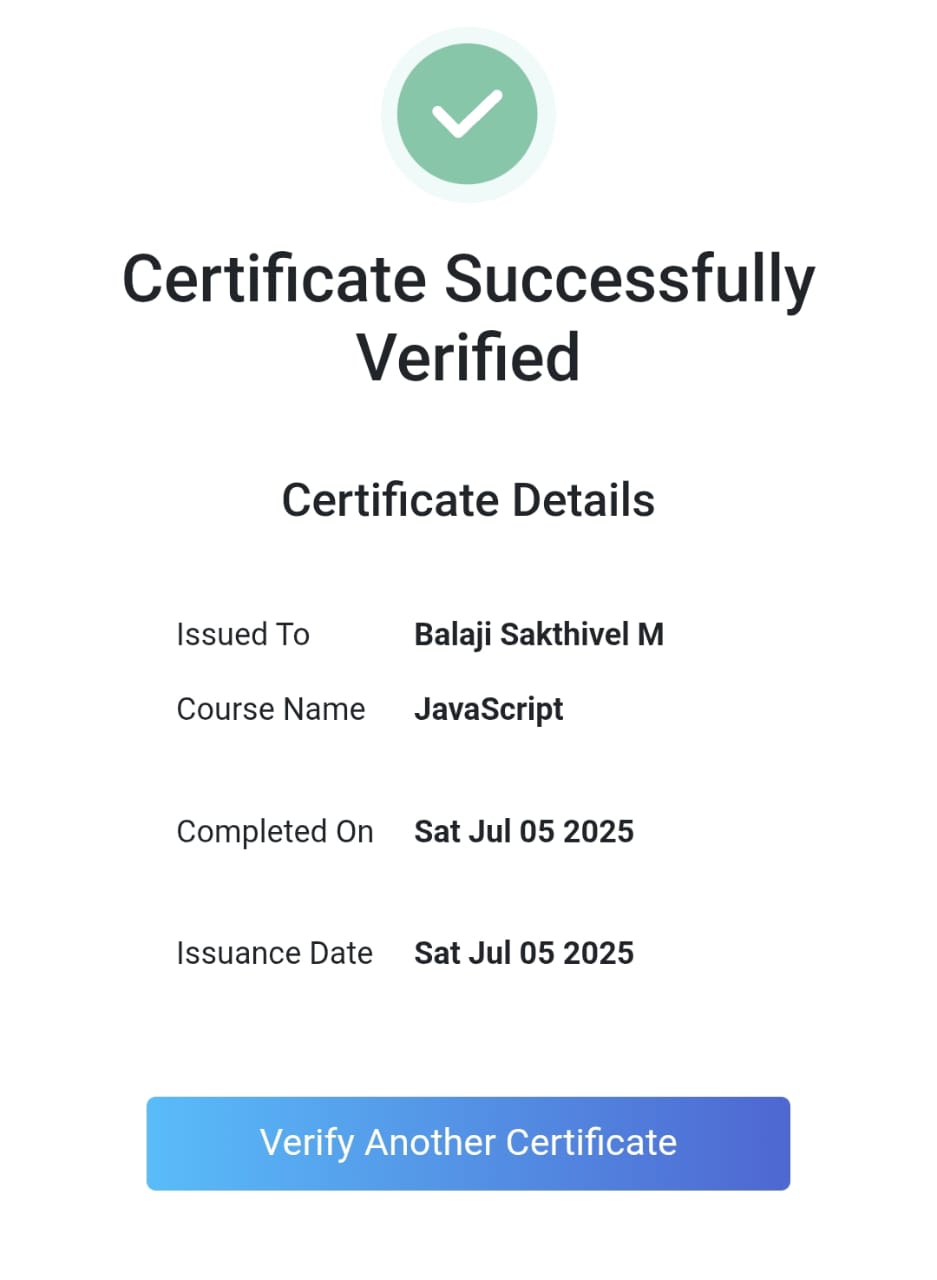 Certificate Successfully
Verified
Certificate Details
Issued To Balaji Sakthivel M
Course Name JavaScript
Completed On Sat Jul 05 2025
Issuance Date Sat Jul 05 2025
Verify Another Certificate